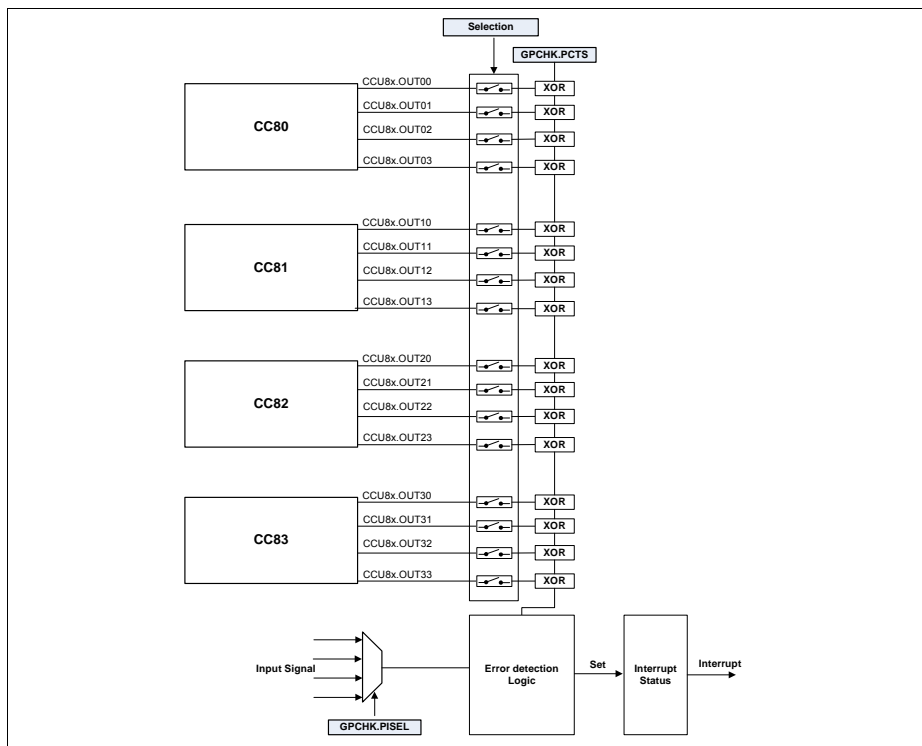 Selection
GPCHK.PCTS
CCU8x.OUT00
XOR
CCU8x.OUT01
XOR
CC80
CCU8x.OUT02
XOR
CCU8x.OUT03
XOR
CCU8x.OUT10
XOR
CCU8x.OUT11
XOR
CC81
CCU8x.OUT12
XOR
CCU8x.OUT13
XOR
CCU8x.OUT20
XOR
CCU8x.OUT21
XOR
CC82
CCU8x.OUT22
XOR
CCU8x.OUT23
XOR
CCU8x.OUT30
XOR
CCU8x.OUT31
XOR
CC83
CCU8x.OUT32
XOR
CCU8x.OUT33
XOR
Input Signal
Error detection
Logic
Set
Interrupt
Status
Interrupt
GPCHK.PISEL